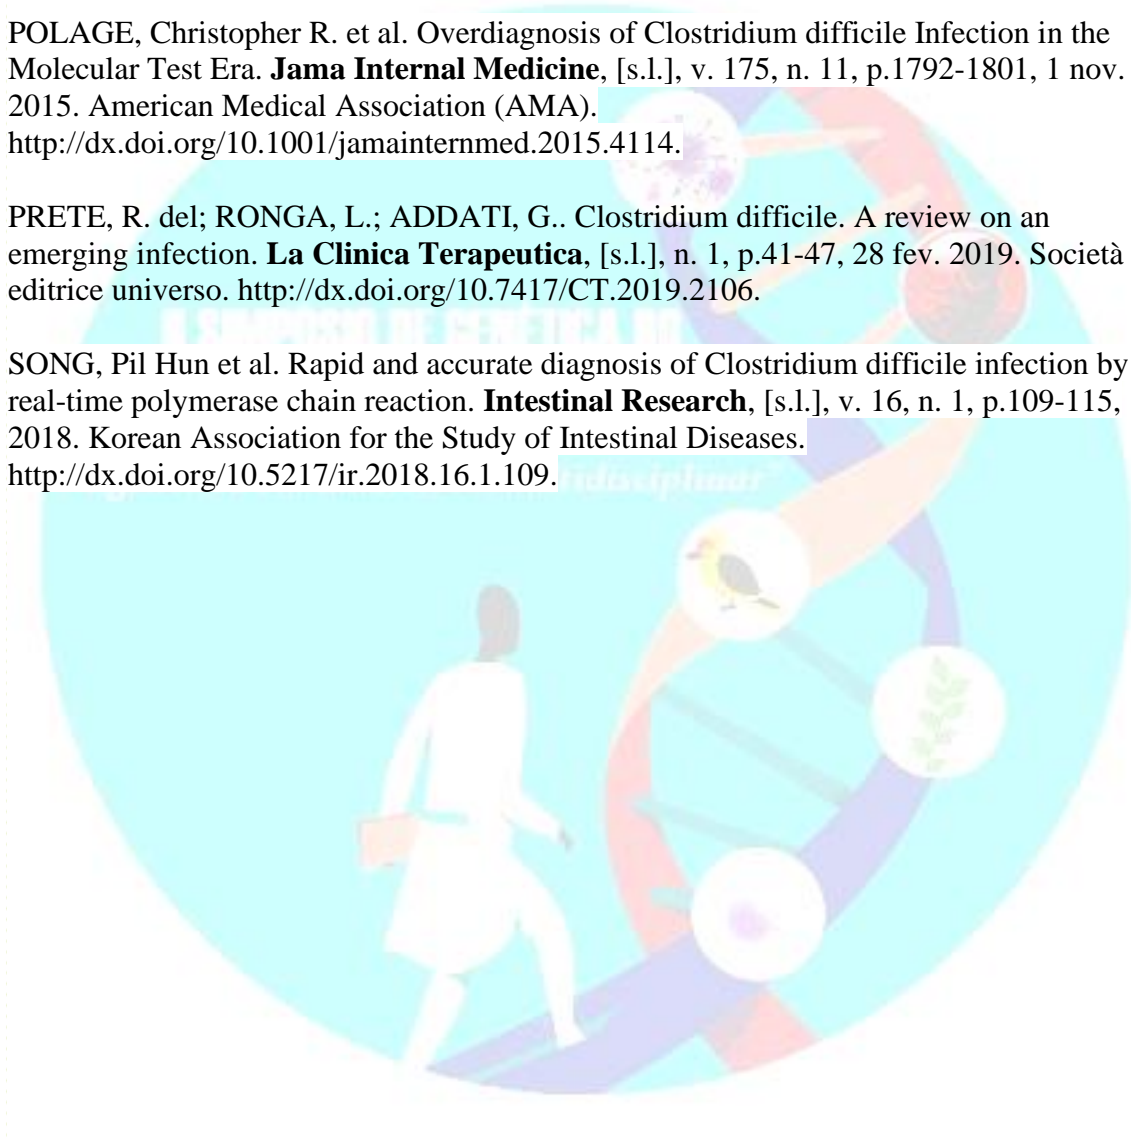 POLAGE, Christopher R. et al. Overdiagnosis of Clostridium difficile Infection in the
Molecular Test Era. Jama Internal Medicine, [s.l.], v. 175, n. 11, p.1792-1801, 1 nov.
2015. American Medical Association (AMA).
http://dx.doi.org/10.1001/jamainternmed.2015.4114.
PRETE, R. del; RONGA, L.; ADDATI, G.. Clostridium difficile. A review on an
emerging infection. La Clinica Terapeutica, [s.l.], n. 1, p.41-47, 28 fev. 2019. Società
editrice universo. http://dx.doi.org/10.7417/CT.2019.2106.
II SIMPÓSIO DE GENÉTICA DO
SONG, Pil Hun et al. Rapid and accurate diagnosis of Clostridium difficile infection by
real-time polymerase chain reaction. Intestinal Research, [s.l.], v. 16, n. 1, p.109-115,
2018. Korean Association for the Study of Intestinal Diseases.
http://dx.doi.org/10.5217/ir.2018.16.1.109.